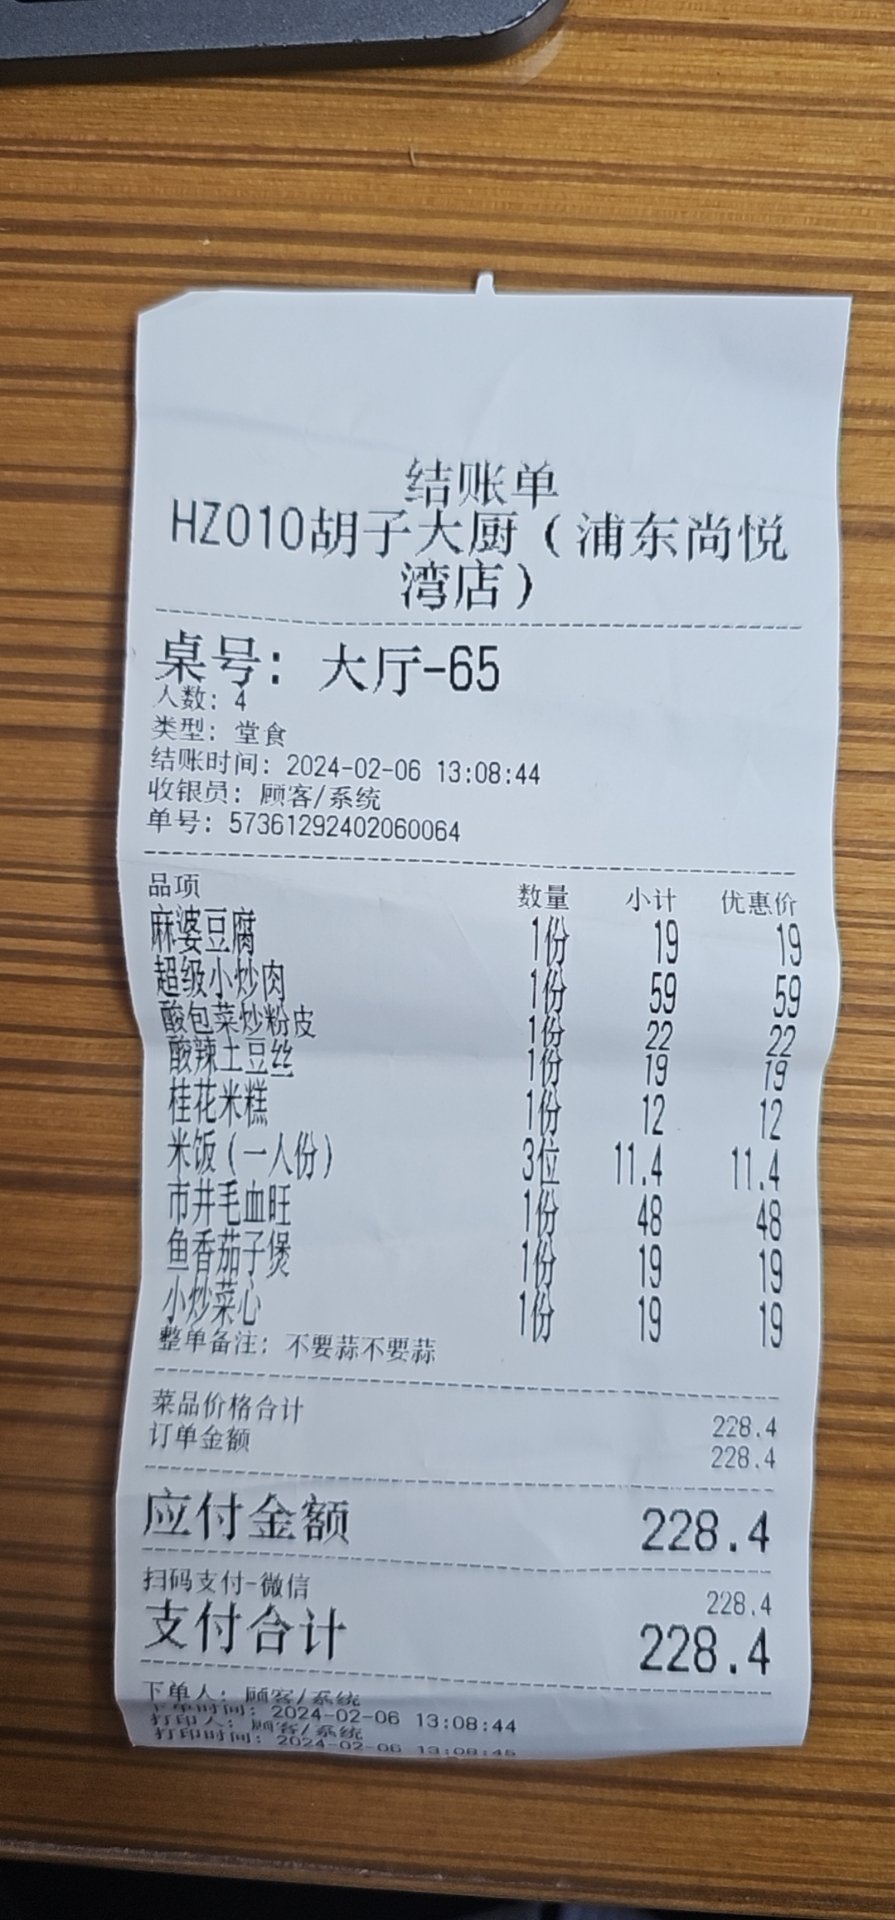 结账单
HZ010胡子大厨（浦东尚悦
湾店）
桌号：大厅-65
人数：4
类型：堂食
结账时间：2024-02-06 13:08:44
收银员：顾客/系统
单号：57361292402060064
品项 数量 小计 优惠价
麻婆豆腐 1份 19 19
超级小炒肉 1份 59 59
酸包菜炒粉皮 1份 22 22
酸辣土豆丝 1份 19 19
桂花米糕 1份 12 12
米饭（一人份） 3位 11.4 11.4
市井毛血旺 1份 48 48
鱼香茄子煲 1份 19 19
小炒菜心 1份 19 19
整单备注：不要蒜不要蒜
菜品价格合计 228.4
订单金额 228.4
应付金额 228.4
扫码支付-微信 228.4
支付合计 228.4
下单人：顾客/系统
下单时间：2024-02-06 13:08:44
打印人：顾客/系统
打印时间：2024-02-06 13:08:45